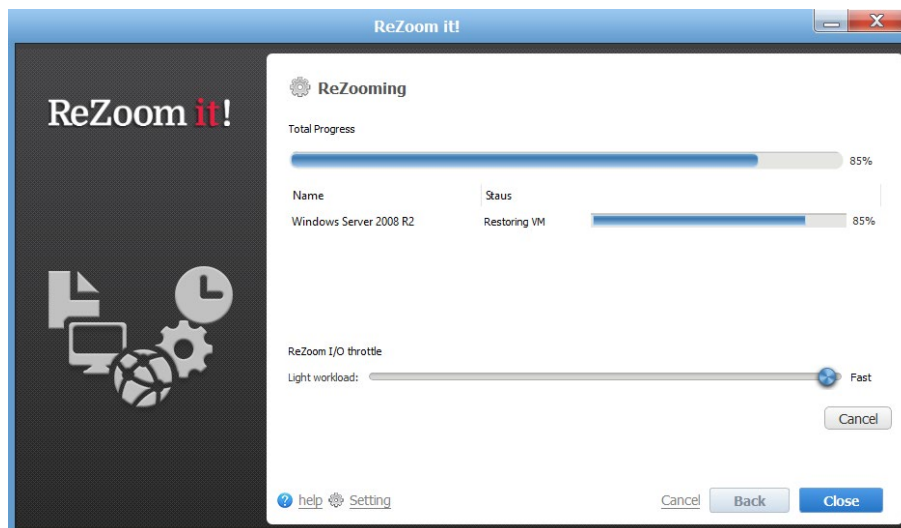 ReZoom it!
ReZoom it!
ReZooming
Total Progress
85%
Name Staus
Windows Server 2008 R2 Restoring VM 85%
ReZoom I/O throttle
Light workload: Fast
Cancel
? help Setting Cancel Back Close